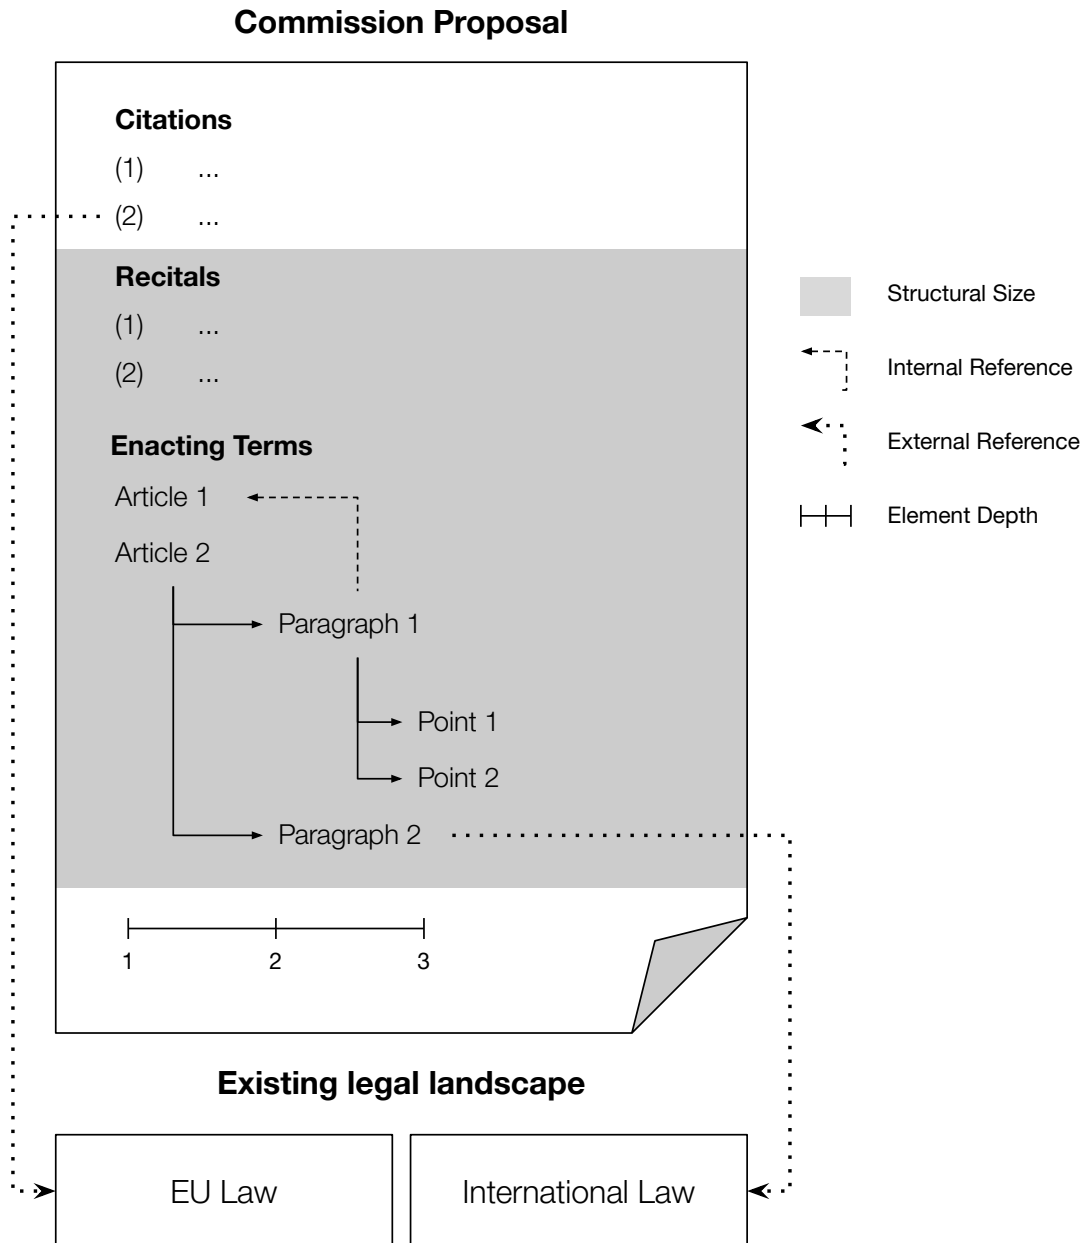 Commission Proposal
Citations
(1) ...
(2) ...
Recitals
(1) ...
(2) ...
Enacting Terms
Article 1
Article 2
Paragraph 1
Point 1
Point 2
Paragraph 2
1 2 3
Structural Size
Internal Reference
External Reference
Element Depth
Existing legal landscape
EU Law
International Law